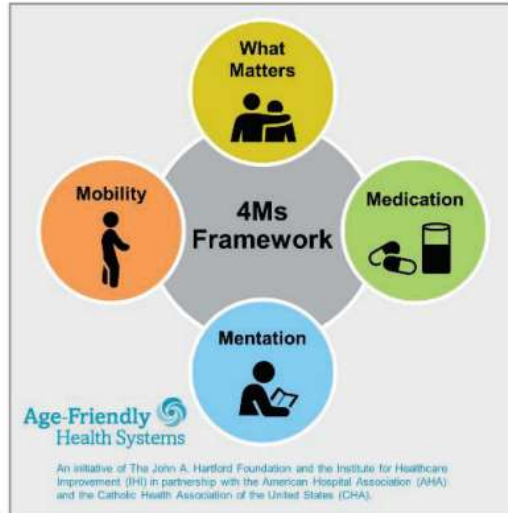 What
Matters
Mobility
4Ms
Framework
Medication
Mentation
Age-Friendly
Health Systems
An initiative of The John A. Hartford Foundation and the Institute for Healthcare
Improvement (IHI) in partnership with the American Hospital Association (AHA)
and the Catholic Health Association of the United States (CHA).